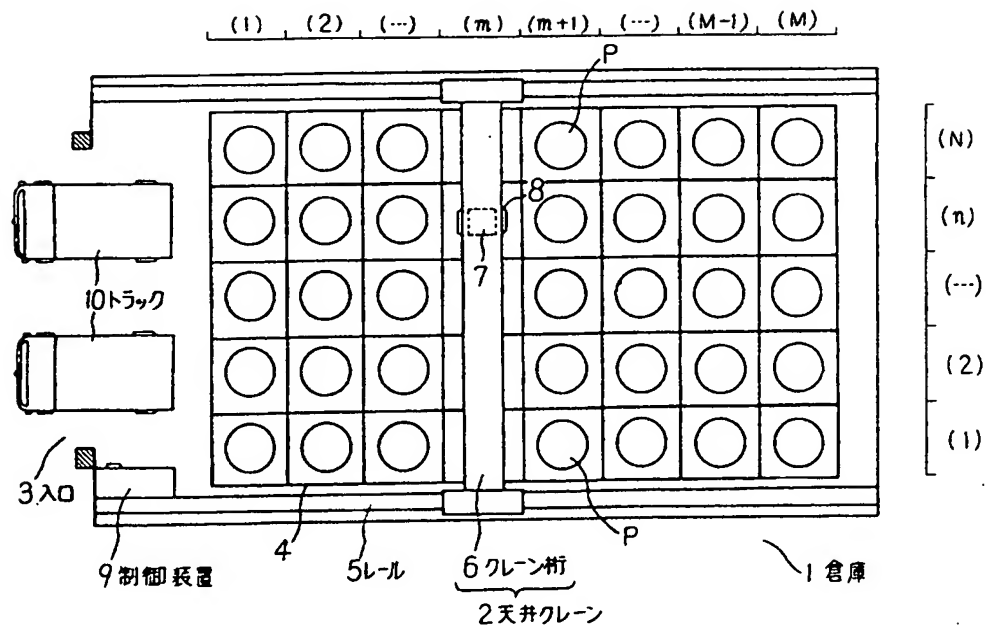 (1) (2) (…) (m) (m+1) (…) (M-1) (M)
P
(N)
8
(n)
7
(…)
10トラック
(2)
(1)
3入口
9制御装置
4
5レール
6クレーン桁
P
1倉庫
2天井クレーン